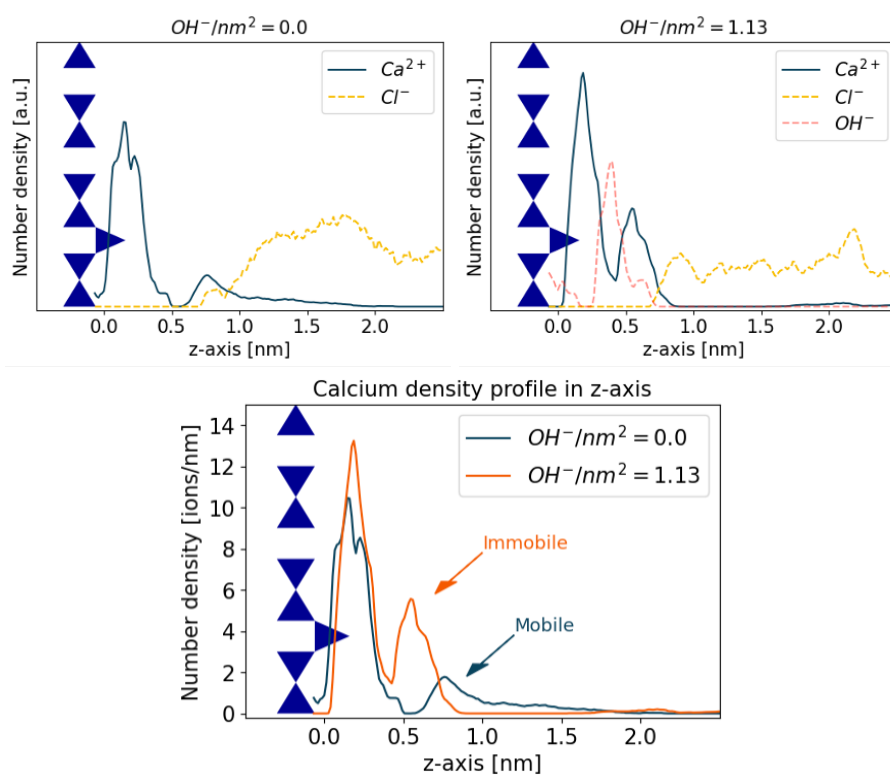 OH⁻/nm² = 0.0
Number density [a.u.]
Ca²⁺
Cl⁻
0.0 0.5 1.0 1.5 2.0
z-axis [nm]
OH⁻/nm² = 1.13
Number density [a.u.]
Ca²⁺
Cl⁻
OH⁻
0.0 0.5 1.0 1.5 2.0
z-axis [nm]
Calcium density profile in z-axis
Number density [ions/nm]
14
12
10
8
6
4
2
0
OH⁻/nm² = 0.0
OH⁻/nm² = 1.13
Immobile
Mobile
0.0 0.5 1.0 1.5 2.0
z-axis [nm]